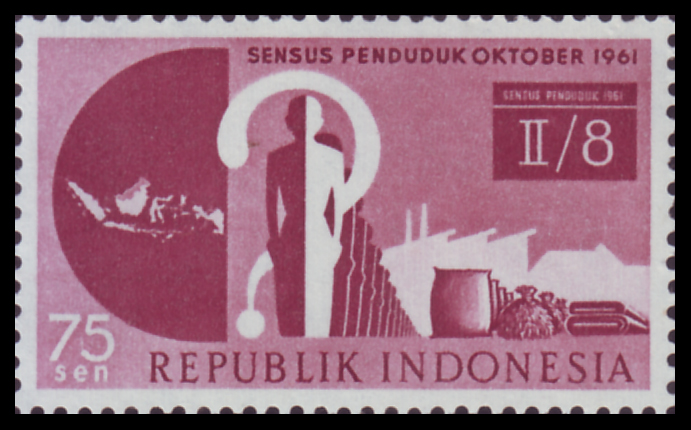 SENSUS PENDUDUK OKTOBER 1961
SENSUS PENDUDUK 1961
II/8
75
sen
REPUBLIK INDONESIA